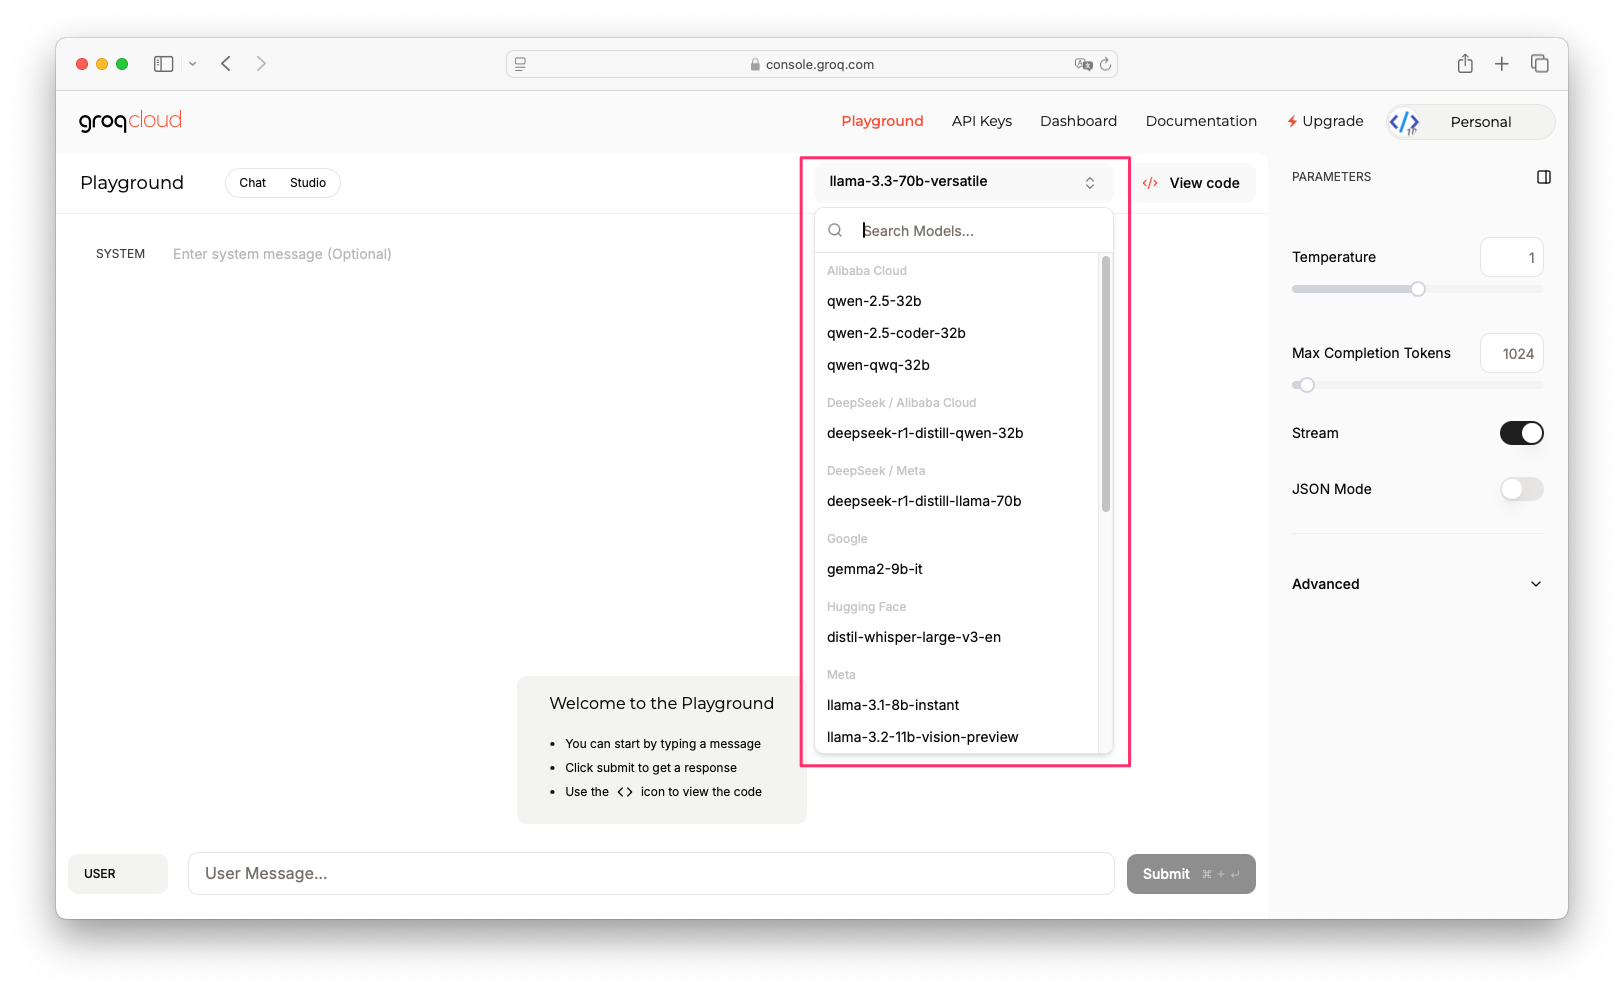 console.groq.com
groqcloud
Playground
API Keys
Dashboard
Documentation
Upgrade
Personal
Playground
Chat
Studio
llama-3.3-70b-versatile
</> View code
PARAMETERS
SYSTEM
Enter system message (Optional)
Search Models...
Alibaba Cloud
qwen-2.5-32b
qwen-2.5-coder-32b
qwen-qwq-32b
DeepSeek / Alibaba Cloud
deepseek-r1-distill-qwen-32b
DeepSeek / Meta
deepseek-r1-distill-llama-70b
Google
gemma2-9b-it
Hugging Face
distil-whisper-large-v3-en
Meta
llama-3.1-8b-instant
llama-3.2-11b-vision-preview
Temperature
1
Max Completion Tokens
1024
Stream
JSON Mode
Advanced
Welcome to the Playground
• You can start by typing a message
• Click submit to get a response
• Use the <> icon to view the code
USER
User Message...
Submit ⌘ + ↵